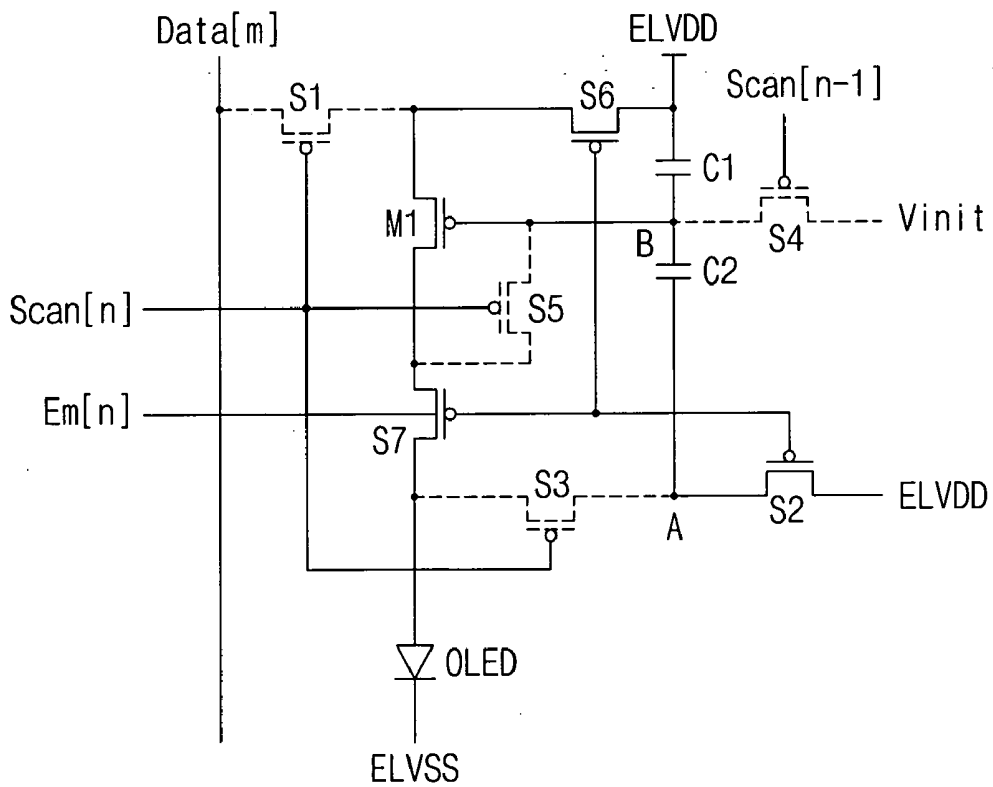 Data[m]
ELVDD
S1
S6
Scan[n-1]
C1
M1
B
S4
Vinit
C2
Scan[n]
S5
Em[n]
S7
S3
A
S2
ELVDD
OLED
ELVSS